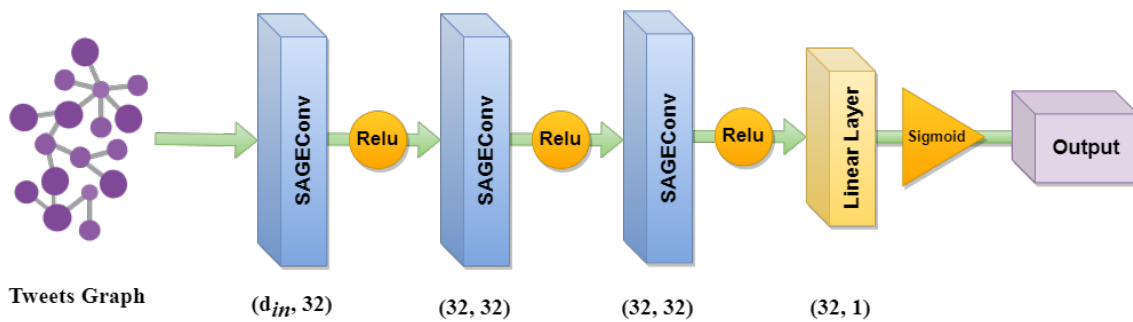 SAGEConv
Relu
SAGEConv
Relu
SAGEConv
Relu
Linear Layer
Sigmoid
Output
Tweets Graph
(d_in, 32)
(32, 32)
(32, 32)
(32, 1)